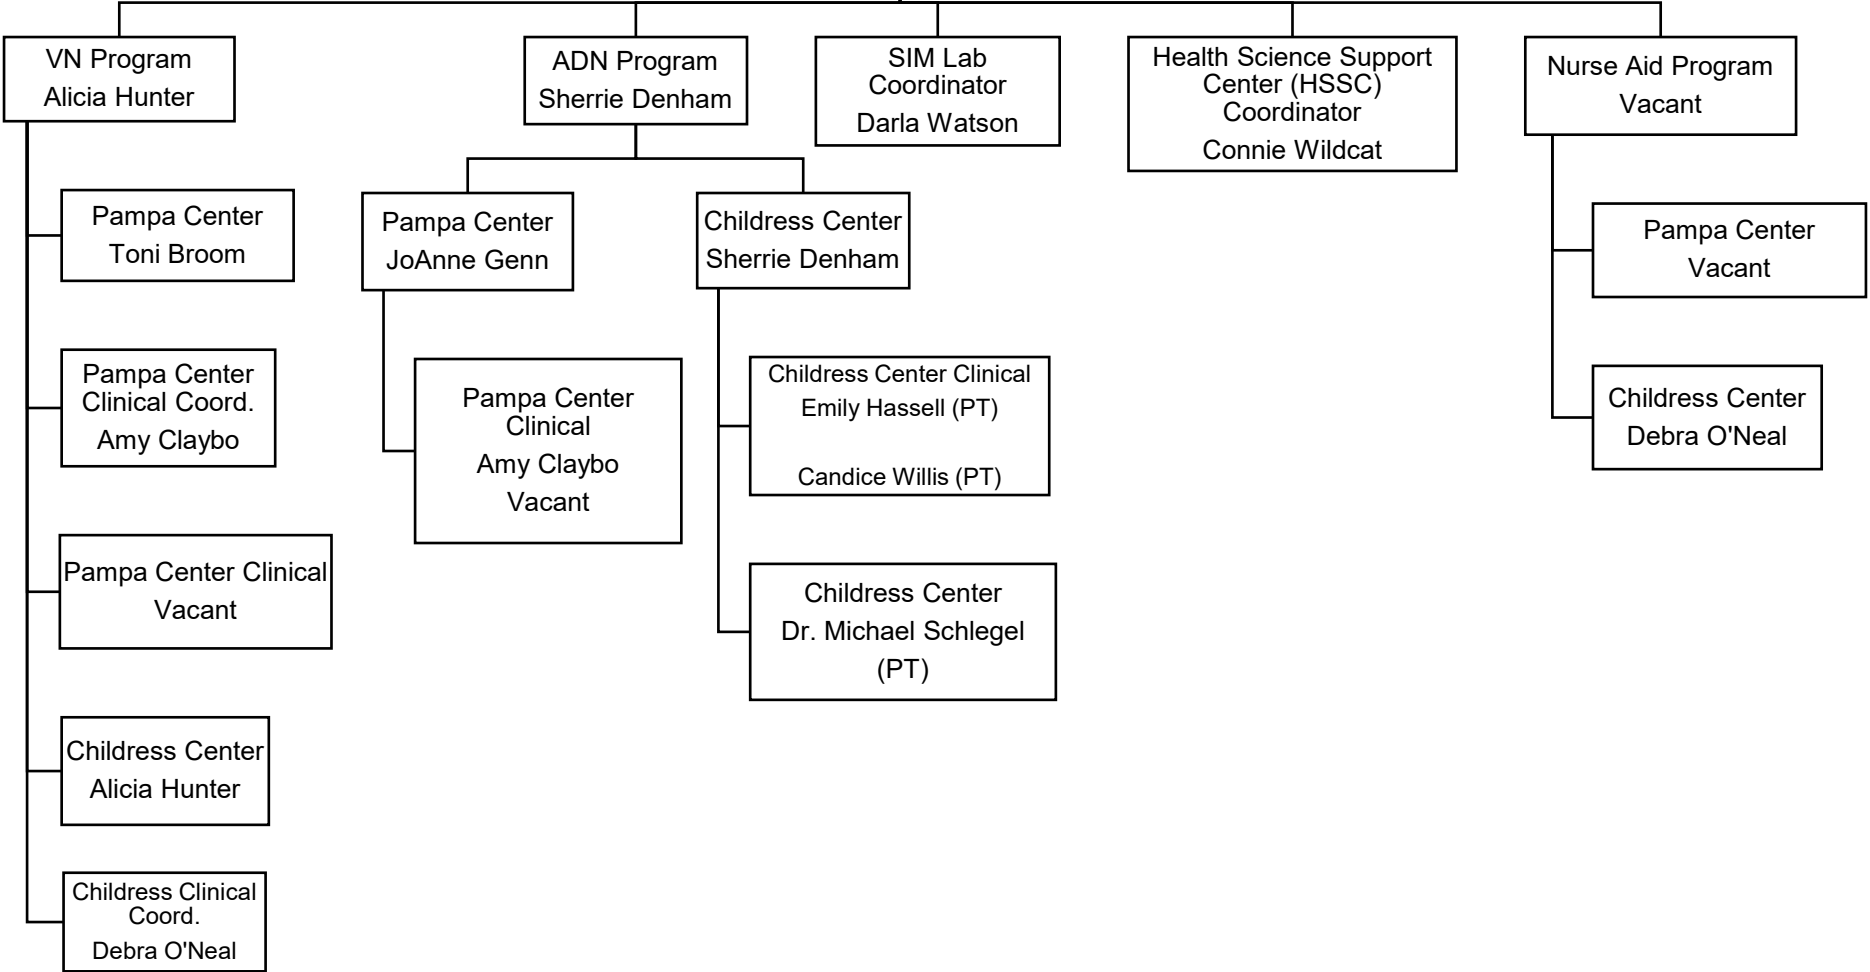 VN Program
Alicia Hunter
ADN Program
Sherrie Denham
SIM Lab
Coordinator
Darla Watson
Health Science Support
Center (HSSC)
Coordinator
Connie Wildcat
Nurse Aid Program
Vacant
Pampa Center
Toni Broom
Pampa Center
Clinical Coord.
Amy Claybo
Pampa Center Clinical
Vacant
Childress Center
Alicia Hunter
Childress Clinical
Coord.
Debra O'Neal
Pampa Center
JoAnne Genn
Pampa Center
Clinical
Amy Claybo
Vacant
Childress Center
Sherrie Denham
Childress Center Clinical
Emily Hassell (PT)
Candice Willis (PT)
Childress Center
Dr. Michael Schlegel
(PT)
Pampa Center
Vacant
Childress Center
Debra O'Neal